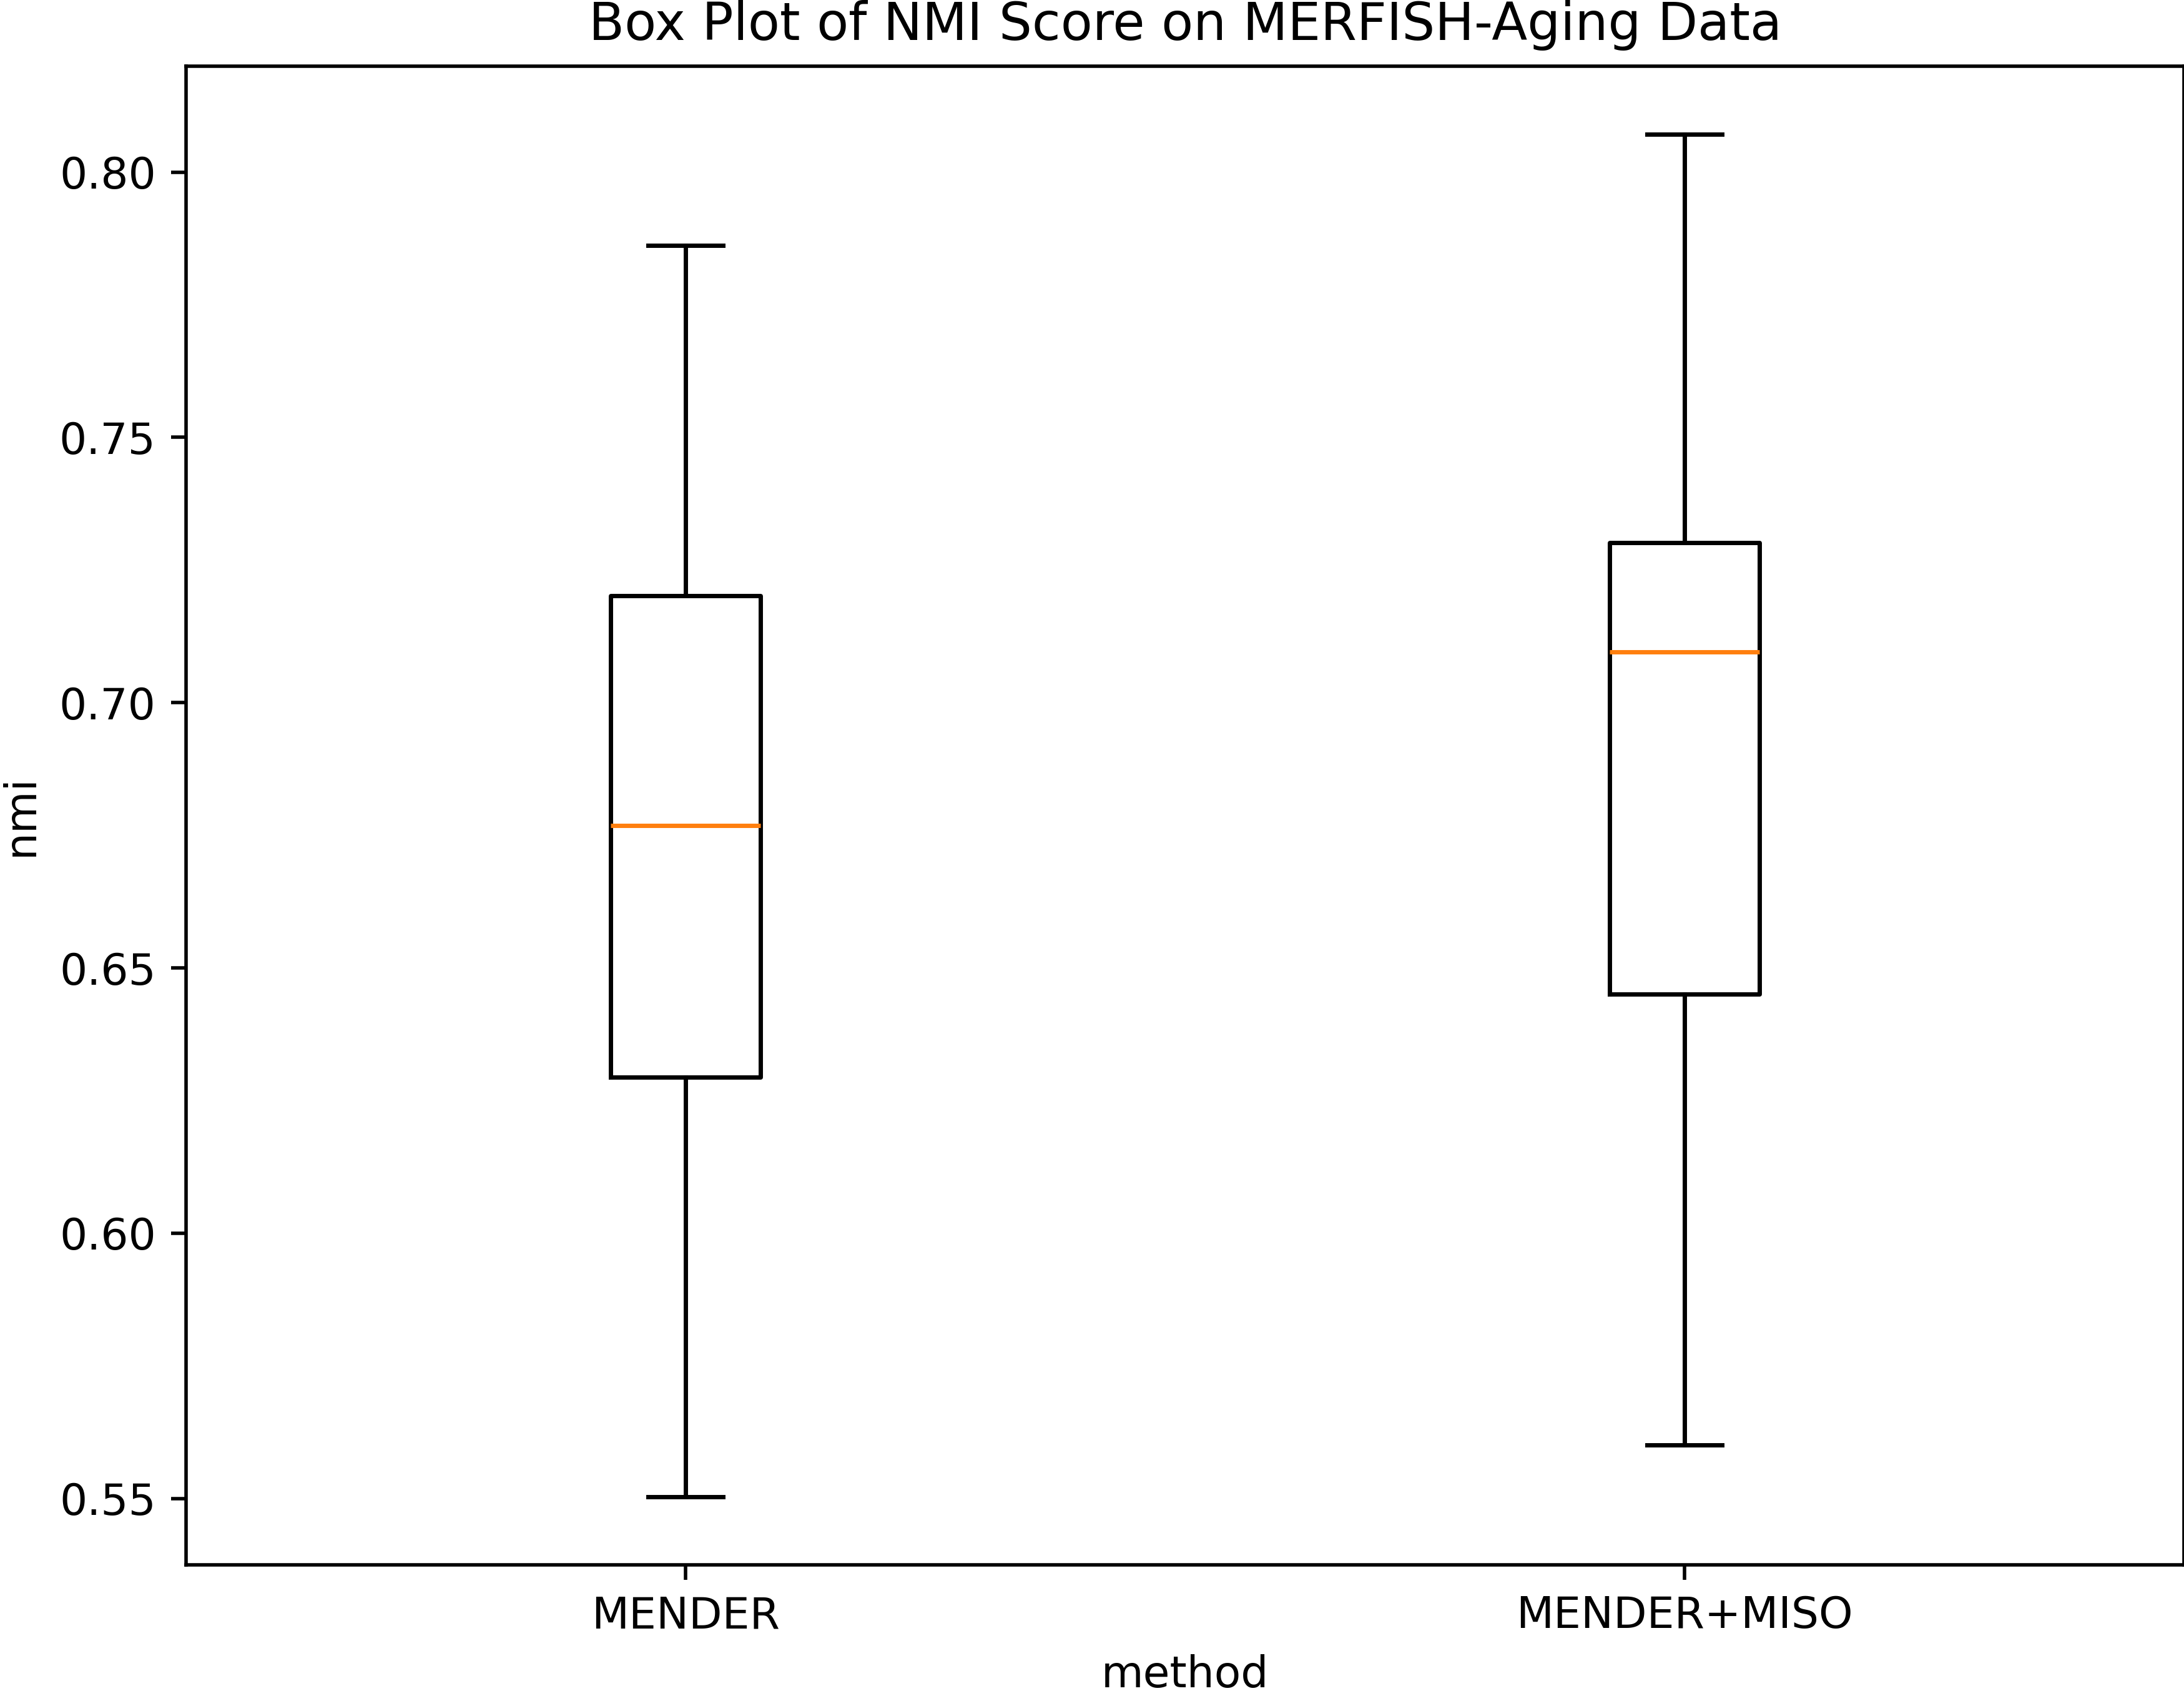 Box Plot of NMI Score on MERFISH-Aging Data
0.80
0.75
0.70
0.65
0.60
0.55
nmi
MENDER
MENDER+MISO
method